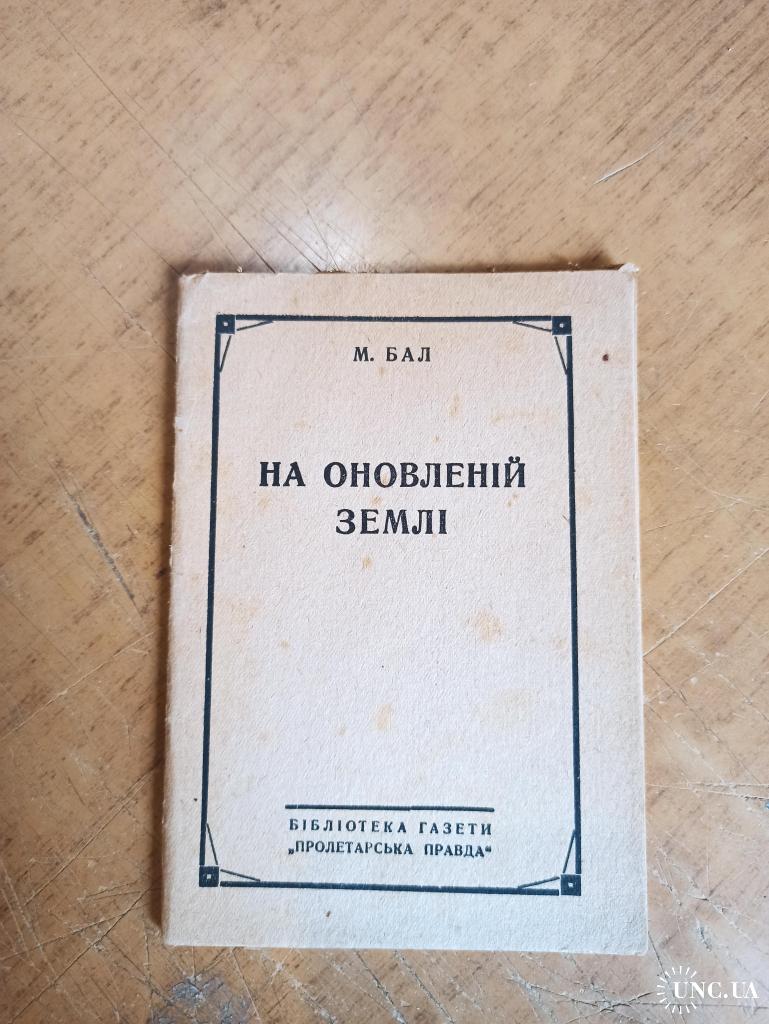 М. БАЛ
НА ОНОВЛЕНІЙ
ЗЕМЛІ
БІБЛІОТЕКА ГАЗЕТИ
„ПРОЛЕТАРСЬКА ПРАВДА“
UNC.UA